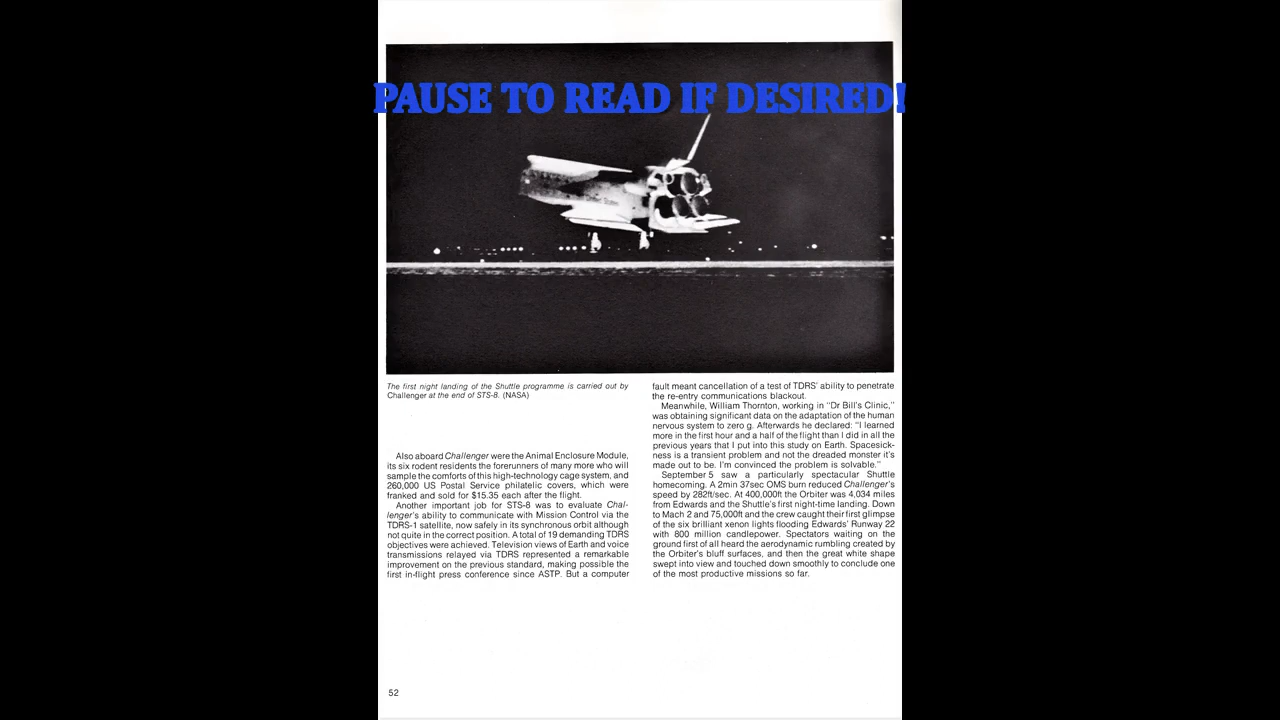 PAUSE TO READ IF DESIRED!
The first night landing of the Shuttle programme is carried out by
Challenger at the end of STS-8. (NASA)
Also aboard Challenger were the Animal Enclosure Module,
its six rodent residents the forerunners of many more who will
sample the comforts of this high-technology cage system, and
260,000 US Postal Service philatelic covers, which were
franked and sold for $15.35 each after the flight.
Another important job for STS-8 was to evaluate Chal-
lenger's ability to communicate with Mission Control via the
TDRS-1 satellite, now safely in its synchronous orbit although
not quite in the correct position. A total of 19 demanding TDRS
objectives were achieved. Television views of Earth and voice
transmissions relayed via TDRS represented a remarkable
improvement on the previous standard, making possible the
first in-flight press conference since ASTP. But a computer
fault meant cancellation of a test of TDRS' ability to penetrate
the re-entry communications blackout.
Meanwhile, William Thornton, working in "Dr Bill's Clinic,"
was obtaining significant data on the adaptation of the human
nervous system to zero g. Afterwards he declared: "I learned
more in the first hour and a half of the flight than I did in all the
previous years that I put into this study on Earth. Spacesick-
ness is a transient problem and not the dreaded monster it's
made out to be. I'm convinced the problem is solvable."
September 5 saw a particularly spectacular Shuttle
homecoming. A 2min 37sec OMS burn reduced Challenger's
speed by 282ft/sec. At 400,000ft the Orbiter was 4,034 miles
from Edwards and the Shuttle's first night-time landing. Down
to Mach 2 and 75,000ft and the crew caught their first glimpse
of the six brilliant xenon lights flooding Edwards' Runway 22
with 800 million candlepower. Spectators waiting on the
ground first of all heard the aerodynamic rumbling created by
the Orbiter's bluff surfaces, and then the great white shape
swept into view and touched down smoothly to conclude one
of the most productive missions so far.
52